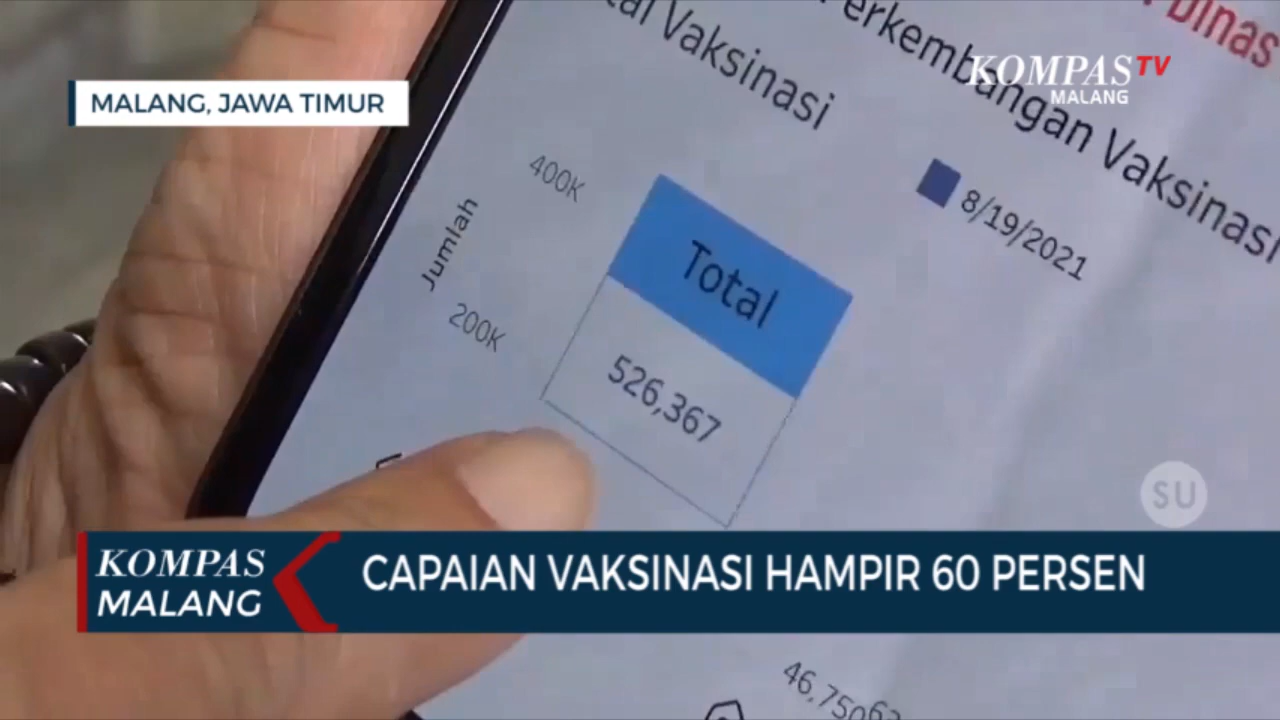 Dinas
Perkembangan Vaksinasi
Vaksinasi
KOMPAS TV
MALANG
MALANG, JAWA TIMUR
8/19/2021
400K
Jumlah
200K
Total
526,367
SU
KOMPAS
MALANG
CAPAIAN VAKSINASI HAMPIR 60 PERSEN